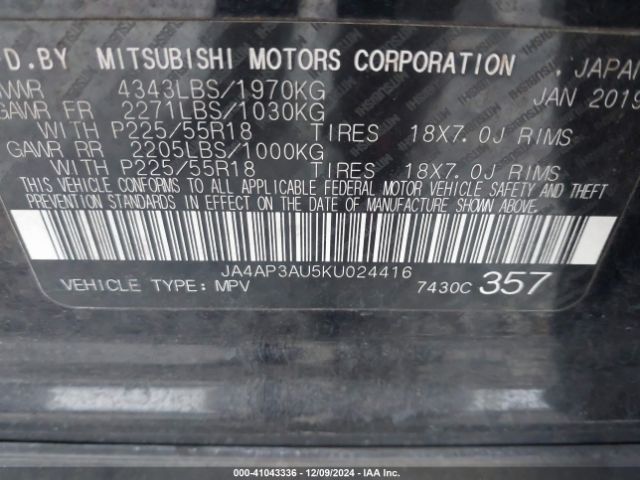 D.BY MITSUBISHI MOTORS CORPORATION . JAPAN
4343LBS/1970KG JAN 2019
GAWR FR 2271LBS/1030KG
WITH P225/55R18 TIRES 18X7.0J RIMS
GAWR RR 2205LBS/1000KG
WITH P225/55R18 TIRES 18X7.0J RIMS
THIS VEHICLE CONFORMS TO ALL APPLICABLE FEDERAL MOTOR VEHICLE SAFETY AND THEFT
PREVENTION STANDARDS IN EFFECT ON THE DATE OF MANUFACTURE SHOWN ABOVE.
JA4AP3AU5KU024416
VEHICLE TYPE: MPV 7430C 357
000-41043336 - 12/09/2024 - IAA Holdings, LLC.